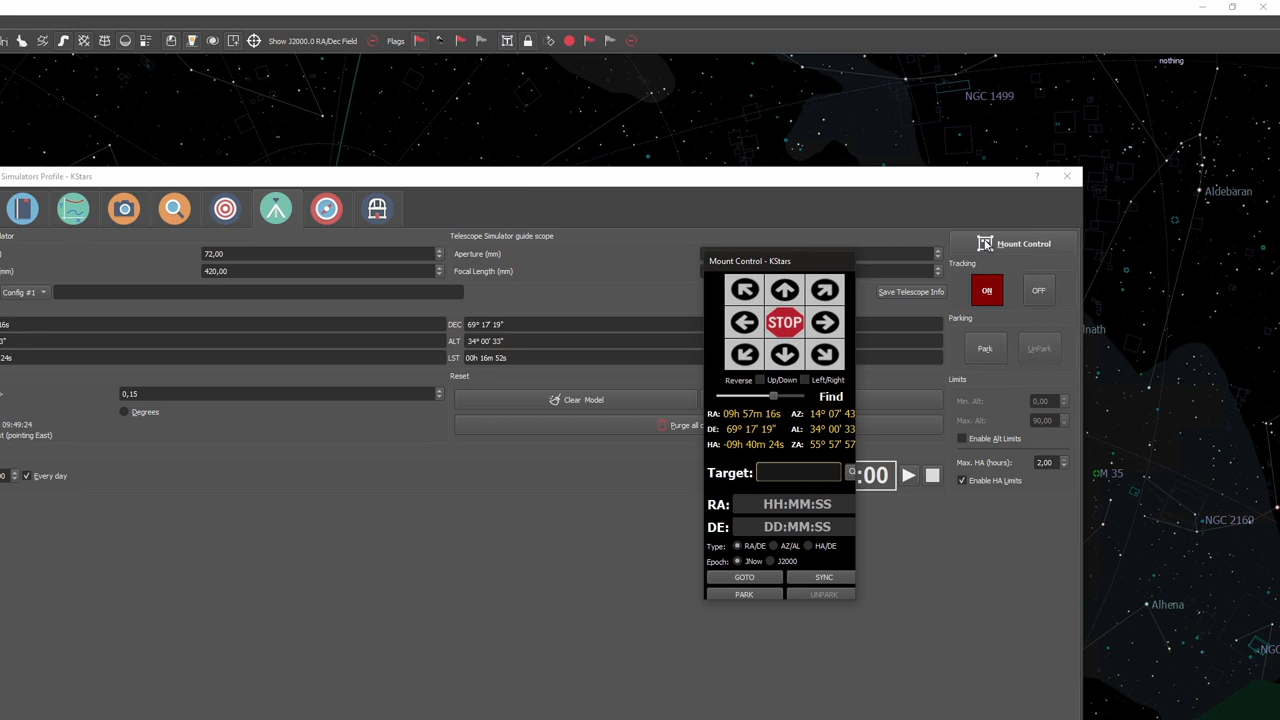 Show J2000.0 RA/Dec Field
Flags
nothing
NGC 1499
Aldebaran
Simulators Profile - KStars
?
Telescope Simulator guide scope
72,00
Aperture (mm)
Mount Control
420,00
Focal Length (mm)
Tracking
Mount Control - KStars
Config #1
Save Telescope Info
ON
OFF
STOP
Parking
16s
DEC
69° 17' 19"
ALT
34° 00' 33"
24s
LST
00h 16m 52s
Park
UnPark
Reset
Reverse
Up/Down
Left/Right
Limits
0,15
Clear Model
Find
Min. Alt:
0,00
Degrees
RA: 09h 57m 16s AZ: 14° 07' 43
Max. Alt:
90,00
09:49:24
DE: 69° 17' 19" AL: 34° 00' 33
Enable Alt Limits
(pointing East)
Purge all
HA: -09h 40m 24s ZA: 55° 57' 57
Max. HA (hours):
2,00
Every day
Target:
:00
Enable HA Limits
M 35
RA: HH:MM:SS
NGC 2169
DE: DD:MM:SS
Type: RA/DE AZ/AL HA/DE
Epoch: JNow J2000
GOTO
SYNC
PARK
UNPARK
Alhena